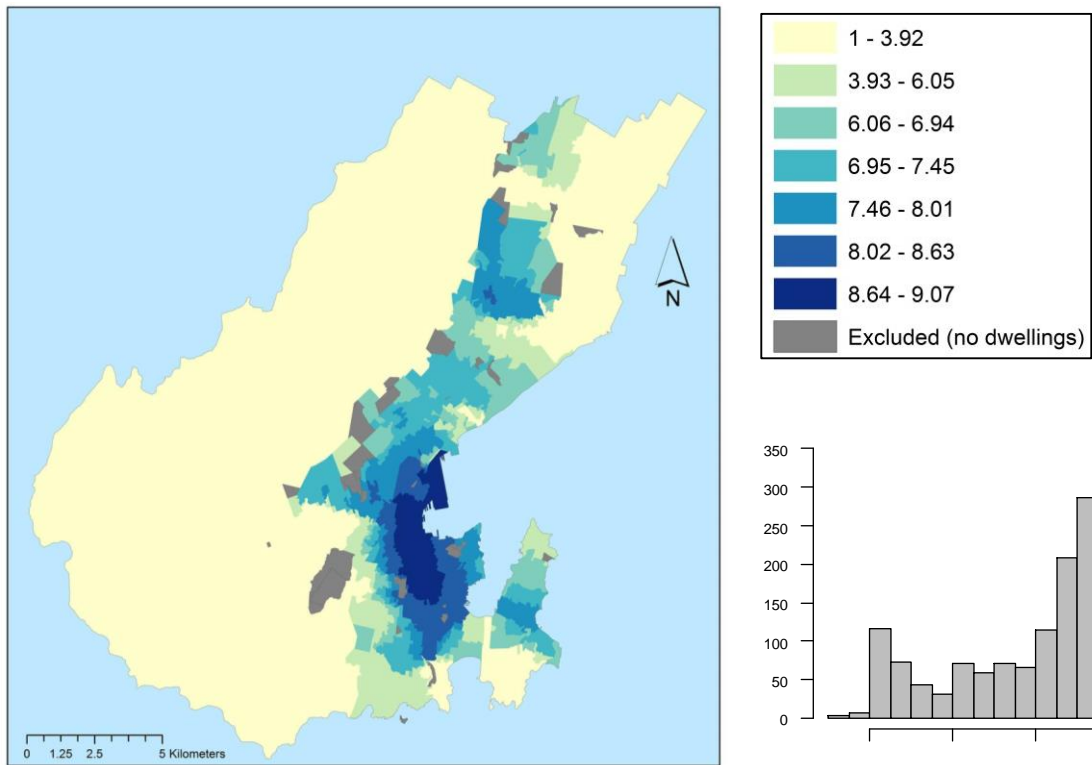 1 - 3.92
3.93 - 6.05
6.06 - 6.94
6.95 - 7.45
7.46 - 8.01
8.02 - 8.63
8.64 - 9.07
Excluded (no dwellings)
N
0 1.25 2.5 5 Kilometers
350
300
250
200
150
100
50
0